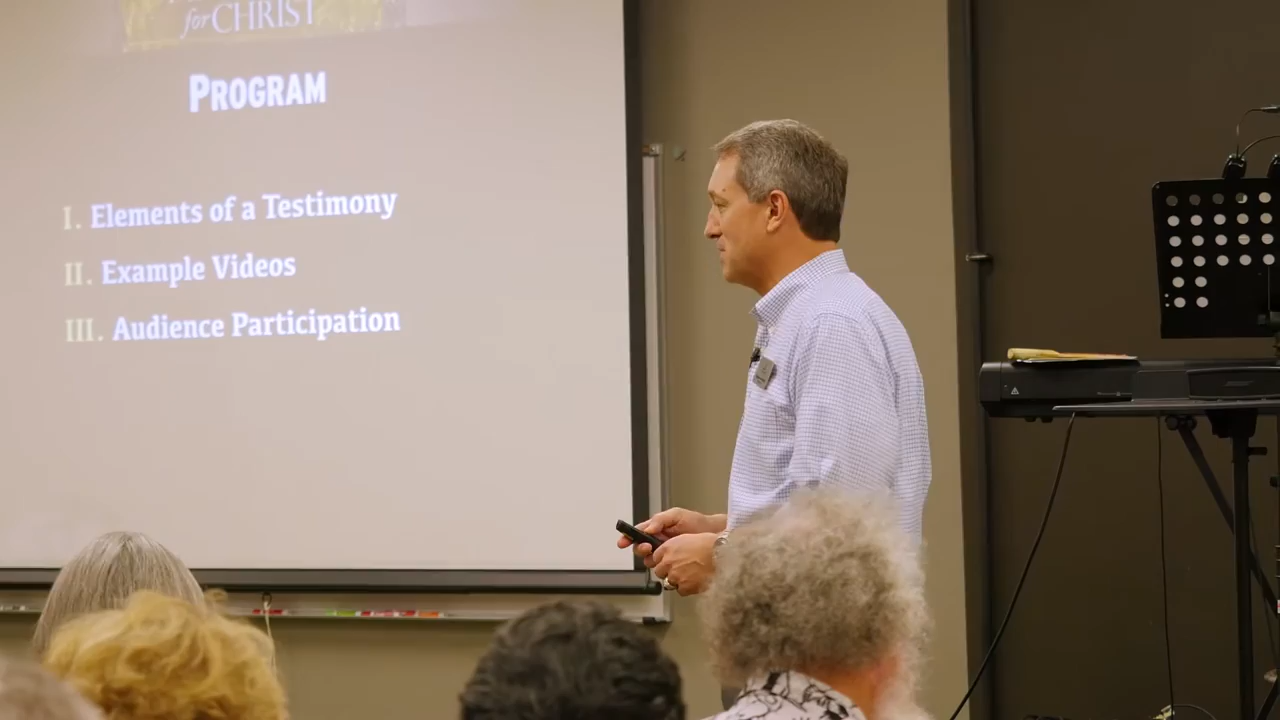 for CHRIST
PROGRAM
I. Elements of a Testimony
II. Example Videos
III. Audience Participation